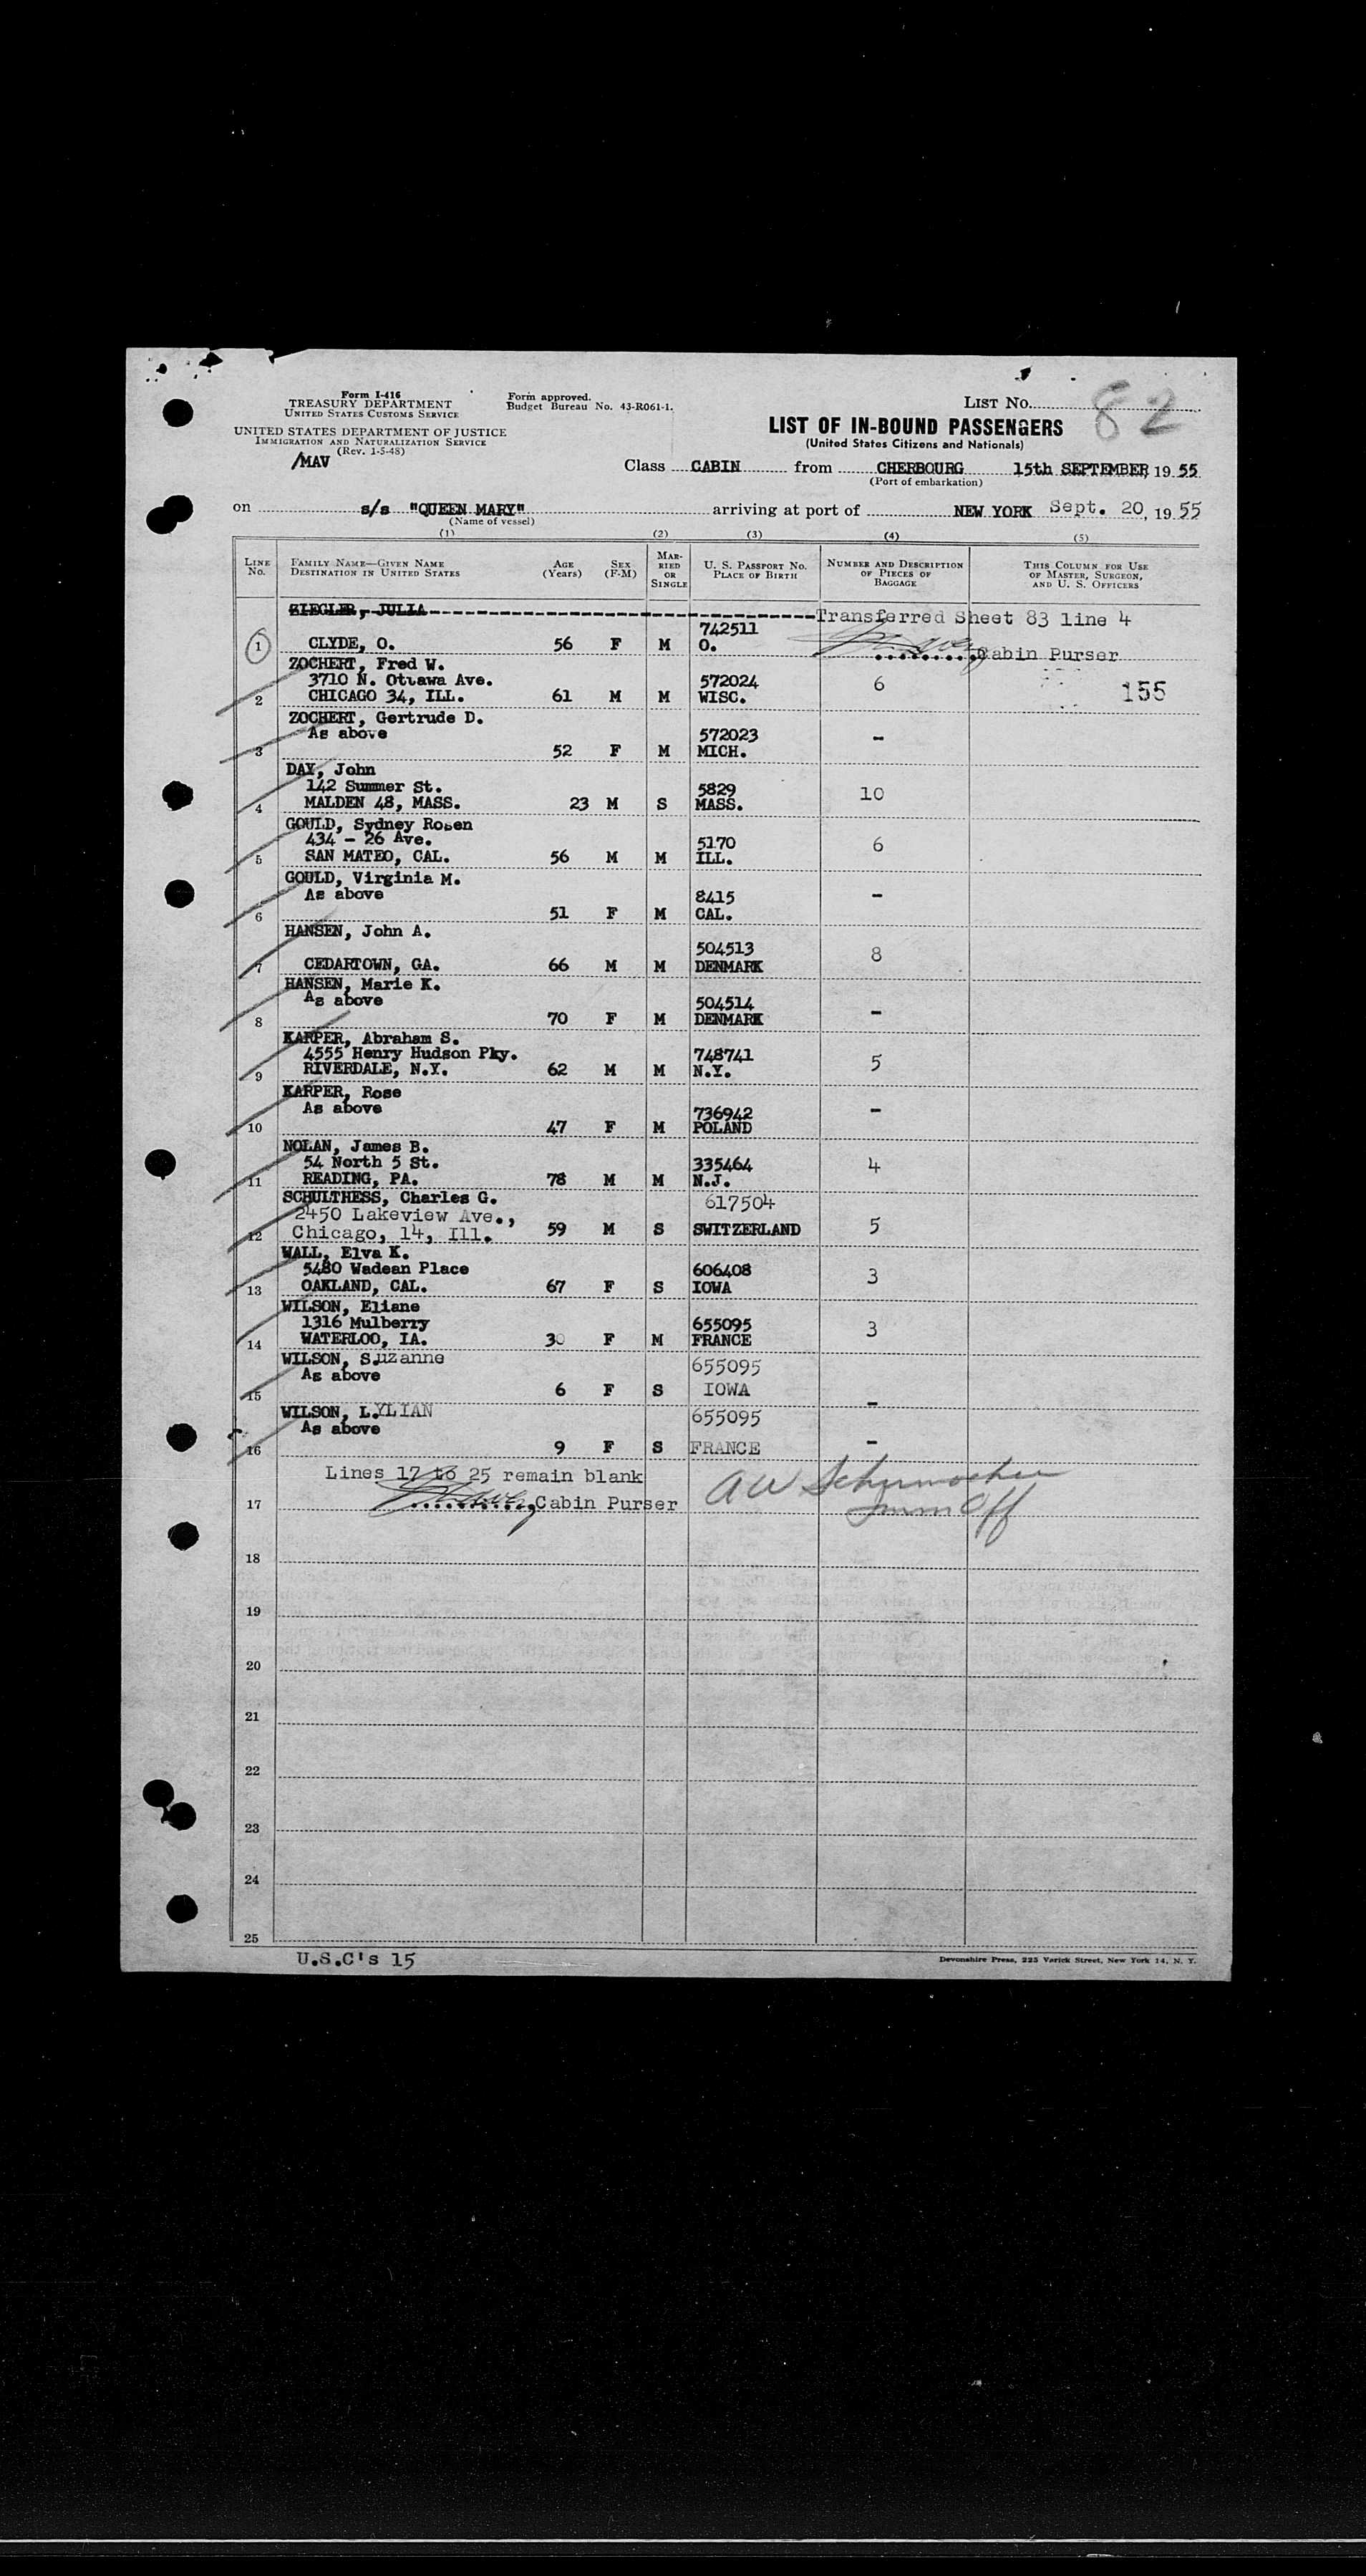 Form I-416
TREASURY DEPARTMENT
UNITED STATES CUSTOMS SERVICE
Form approved.
Budget Bureau No. 43-R061-1.
LIST NO. 82
UNITED STATES DEPARTMENT OF JUSTICE
IMMIGRATION AND NATURALIZATION SERVICE
(Rev. 1-5-48)
/MAV
LIST OF IN-BOUND PASSENGERS
(United States Citizens and Nationals)
Class CABIN from CHERBOURG 15th SEPTEMBER, 19 55
(Port of embarkation)
on s/s "QUEEN MARY" arriving at port of NEW YORK Sept. 20, 19 55
(Name of vessel)
(1) (2) (3) (4) (5)
LINE NO. FAMILY NAME—GIVEN NAME DESTINATION IN UNITED STATES AGE (Years) SEX (F-M) MARRIED OR SINGLE U. S. PASSPORT NO. PLACE OF BIRTH NUMBER AND DESCRIPTION OF PIECES OF BAGGAGE THIS COLUMN FOR USE OF MASTER, SURGEON, AND U. S. OFFICERS
ZIEGLER, JULIA Transferred Sheet 83 line 4
742511
1 CLYDE, O. 56 F M O. Cabin Purser
ZOCHERT, Fred W.
3710 N. Ottawa Ave. 572024 6 155
2 CHICAGO 34, ILL. 61 M M WISC.
ZOCHERT, Gertrude D.
As above 572023 -
3 52 F M MICH.
DAY, John
142 Summer St. 5829 10
4 MALDEN 48, MASS. 23 M S MASS.
GOULD, Sydney Rosen
434 - 26 Ave. 5170 6
5 SAN MATEO, CAL. 56 M M ILL.
GOULD, Virginia M.
As above 8415 -
6 51 F M CAL.
HANSEN, John A.
504513 8
7 CEDARTOWN, GA. 66 M M DENMARK
HANSEN, Marie K.
As above 504514 -
8 70 F M DENMARK
KARPER, Abraham S.
4555 Henry Hudson Pky. 748741 5
9 RIVERDALE, N.Y. 62 M M N.Y.
KARPER, Rose
As above 736942 -
10 47 F M POLAND
NOLAN, James B.
54 North 5 St. 335464 4
11 READING, PA. 78 M M N.J.
SCHULTHESS, Charles G. 617504
2450 Lakeview Ave.,
12 Chicago, 14, Ill. 59 M S SWITZERLAND 5
WALL, Elva K.
5480 Wadean Place 606408 3
13 OAKLAND, CAL. 67 F S IOWA
WILSON, Eliane
1316 Mulberry 655095 3
14 WATERLOO, IA. 30 F M FRANCE
WILSON, Suzanne 655095
As above
15 6 F S IOWA -
WILSON, LYLIAN 655095
As above
16 9 F S FRANCE -
Lines 17 to 25 remain blank
17 Cabin Purser A W Schumacher
Imm Off
18
19
20
21
22
23
24
25
U.S.C's 15
Devonshire Press, 225 Varick Street, New York 14, N. Y.